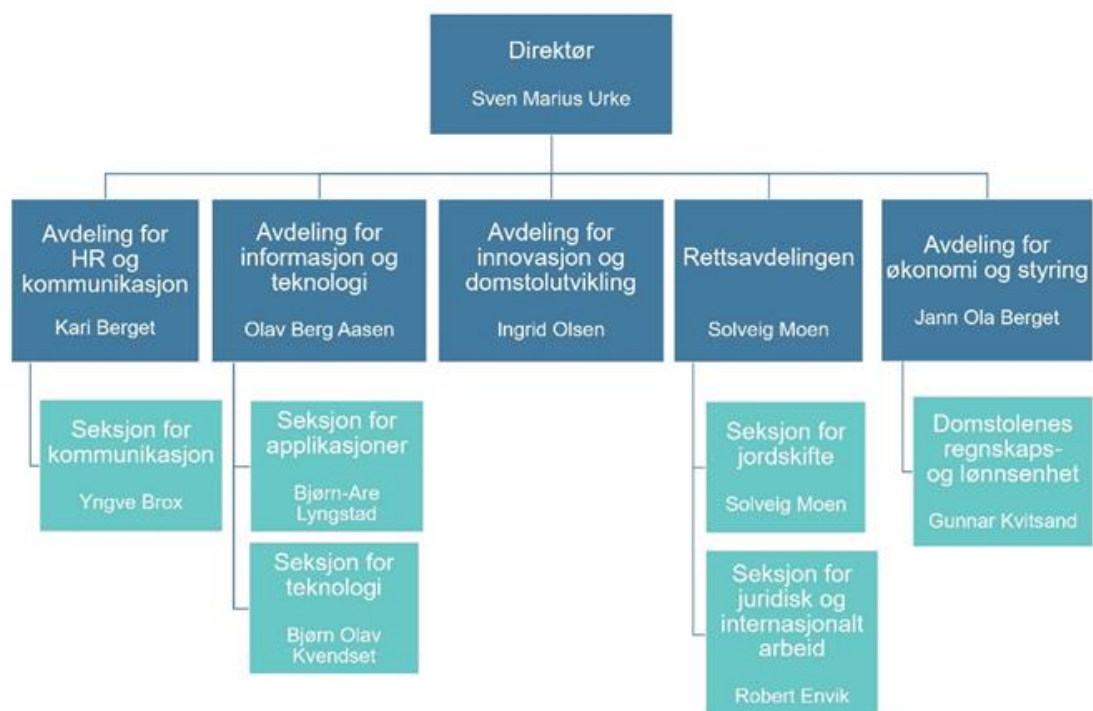 Direktør
Sven Marius Urke
Avdeling for
HR og
kommunikasjon
Kari Berget
Avdeling for
informasjon og
teknologi
Olav Berg Aasen
Avdeling for
innovasjon og
domstolutvikling
Ingrid Olsen
Rettsavdelingen
Solveig Moen
Avdeling for
økonomi og styring
Jann Ola Berget
Seksjon for
kommunikasjon
Yngve Brox
Seksjon for
applikasjoner
Bjørn-Are
Lyngstad
Seksjon for
teknologi
Bjørn Olav
Kvendset
Seksjon for
jordskifte
Solveig Moen
Seksjon for
juridisk og
internasjonalt
arbeid
Robert Envik
Domstolenes
regnskaps-
og lønnsenhet
Gunnar Kvitsand